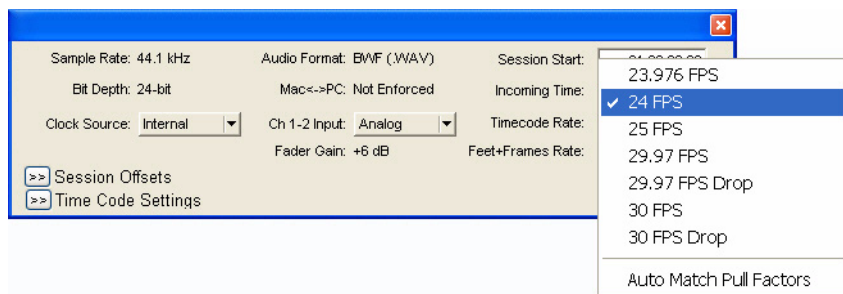 Sample Rate: 44.1 kHz
Audio Format: BWF (.WAV)
Session Start:
Bit Depth: 24-bit
Mac<->PC: Not Enforced
Incoming Time:
Clock Source: Internal
Ch 1-2 Input: Analog
Timecode Rate:
Fader Gain: +6 dB
Feet+Frames Rate:
>> Session Offsets
>> Time Code Settings
23.976 FPS
✓ 24 FPS
25 FPS
29.97 FPS
29.97 FPS Drop
30 FPS
30 FPS Drop
Auto Match Pull Factors